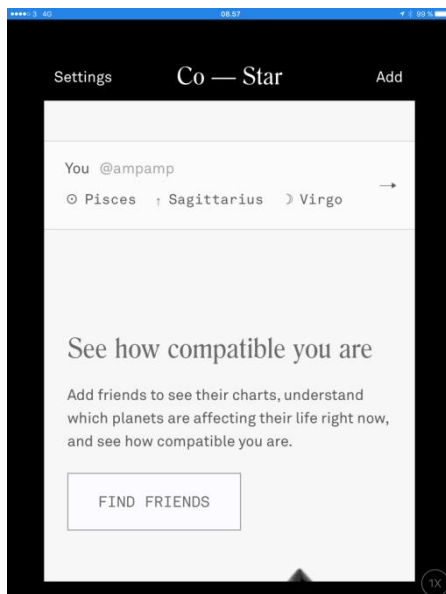 3 4G 08.57 99 %
Settings Co — Star Add
You @ampamp
☉ Pisces ↑ Sagittarius ☽ Virgo →
See how compatible you are
Add friends to see their charts, understand
which planets are affecting their life right now,
and see how compatible you are.
FIND FRIENDS
1X